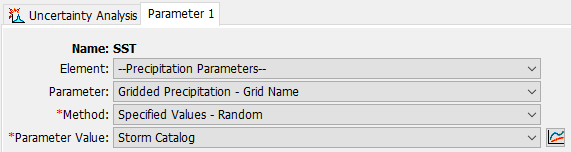 Uncertainty Analysis Parameter 1
Name: SST
Element: --Precipitation Parameters--
Parameter: Gridded Precipitation - Grid Name
*Method: Specified Values - Random
*Parameter Value: Storm Catalog